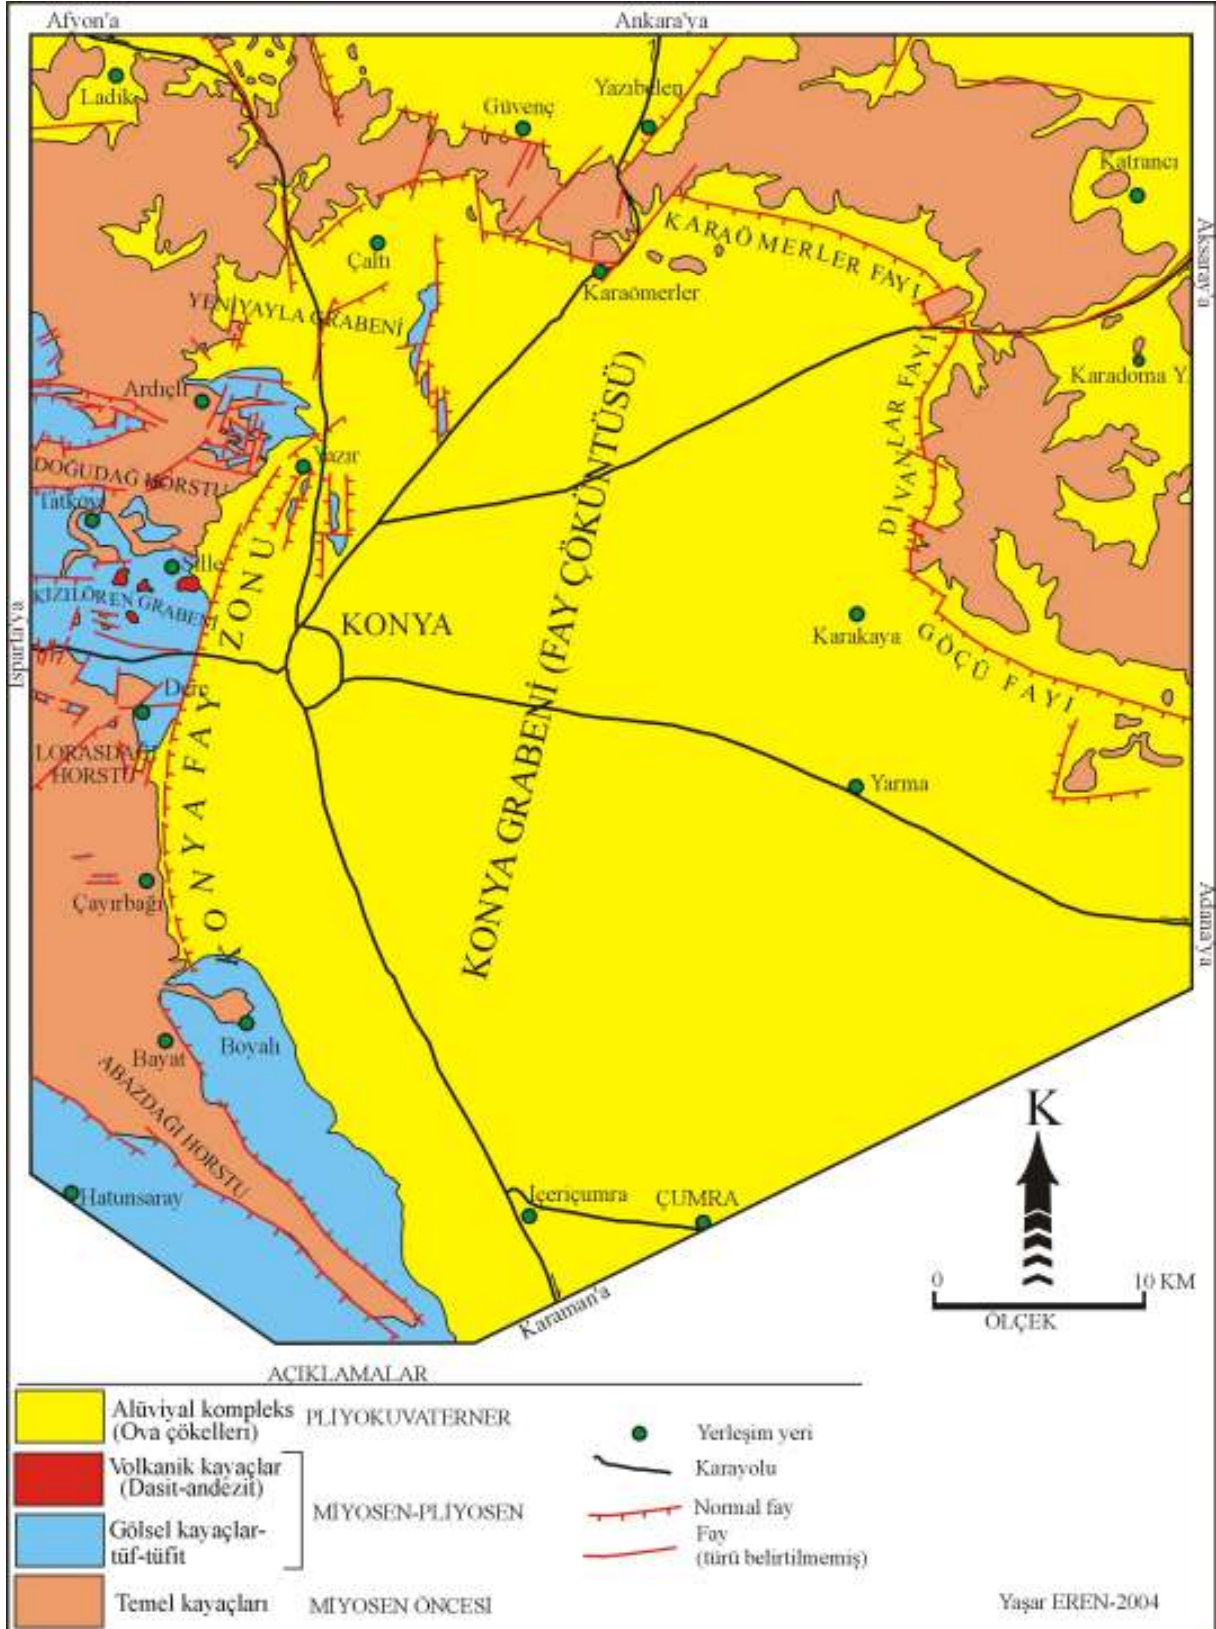 Afyon'a
Ankara'ya
Ladik
Güvenç
Yazıbelen
Katrancı
Aksaray'a
Çaltı
KARAÖMERLER FAYI
Karaömerler
YENİYAYLA GRABENİ
Karadoma Y.
Ardıçlı
DİVANLAR FAYI
Yazır
DOĞUDAĞ HORSTU
Tatköy
Sille
KIZILÖREN GRABENİ
Isparta'ya
KONYA
KONYA FAY ZONU
KONYA GRABENİ (FAY ÇÖKÜNTÜSÜ)
Karakaya
GÖÇÜ FAYI
Dere
LORASDAĞI
HORSTU
Yarma
Çayırbağı
Adana'ya
Boyalı
Bayat
ABAZDAĞI HORSTU
K
Hatunsaray
İçeriçumra
ÇUMRA
Karaman'a
0
10 KM
ÖLÇEK
AÇIKLAMALAR
Alüviyal kompleks
(Ova çökelleri)
PLİYOKUVATERNER
Volkanik kayaçlar
(Dasit-andezit)
MİYOSEN-PLİYOSEN
Gölsel kayaçlar-
tüf-tüfit
Temel kayaçları
MİYOSEN ÖNCESİ
Yerleşim yeri
Karayolu
Normal fay
Fay
(türü belirtilmemiş)
Yaşar EREN-2004